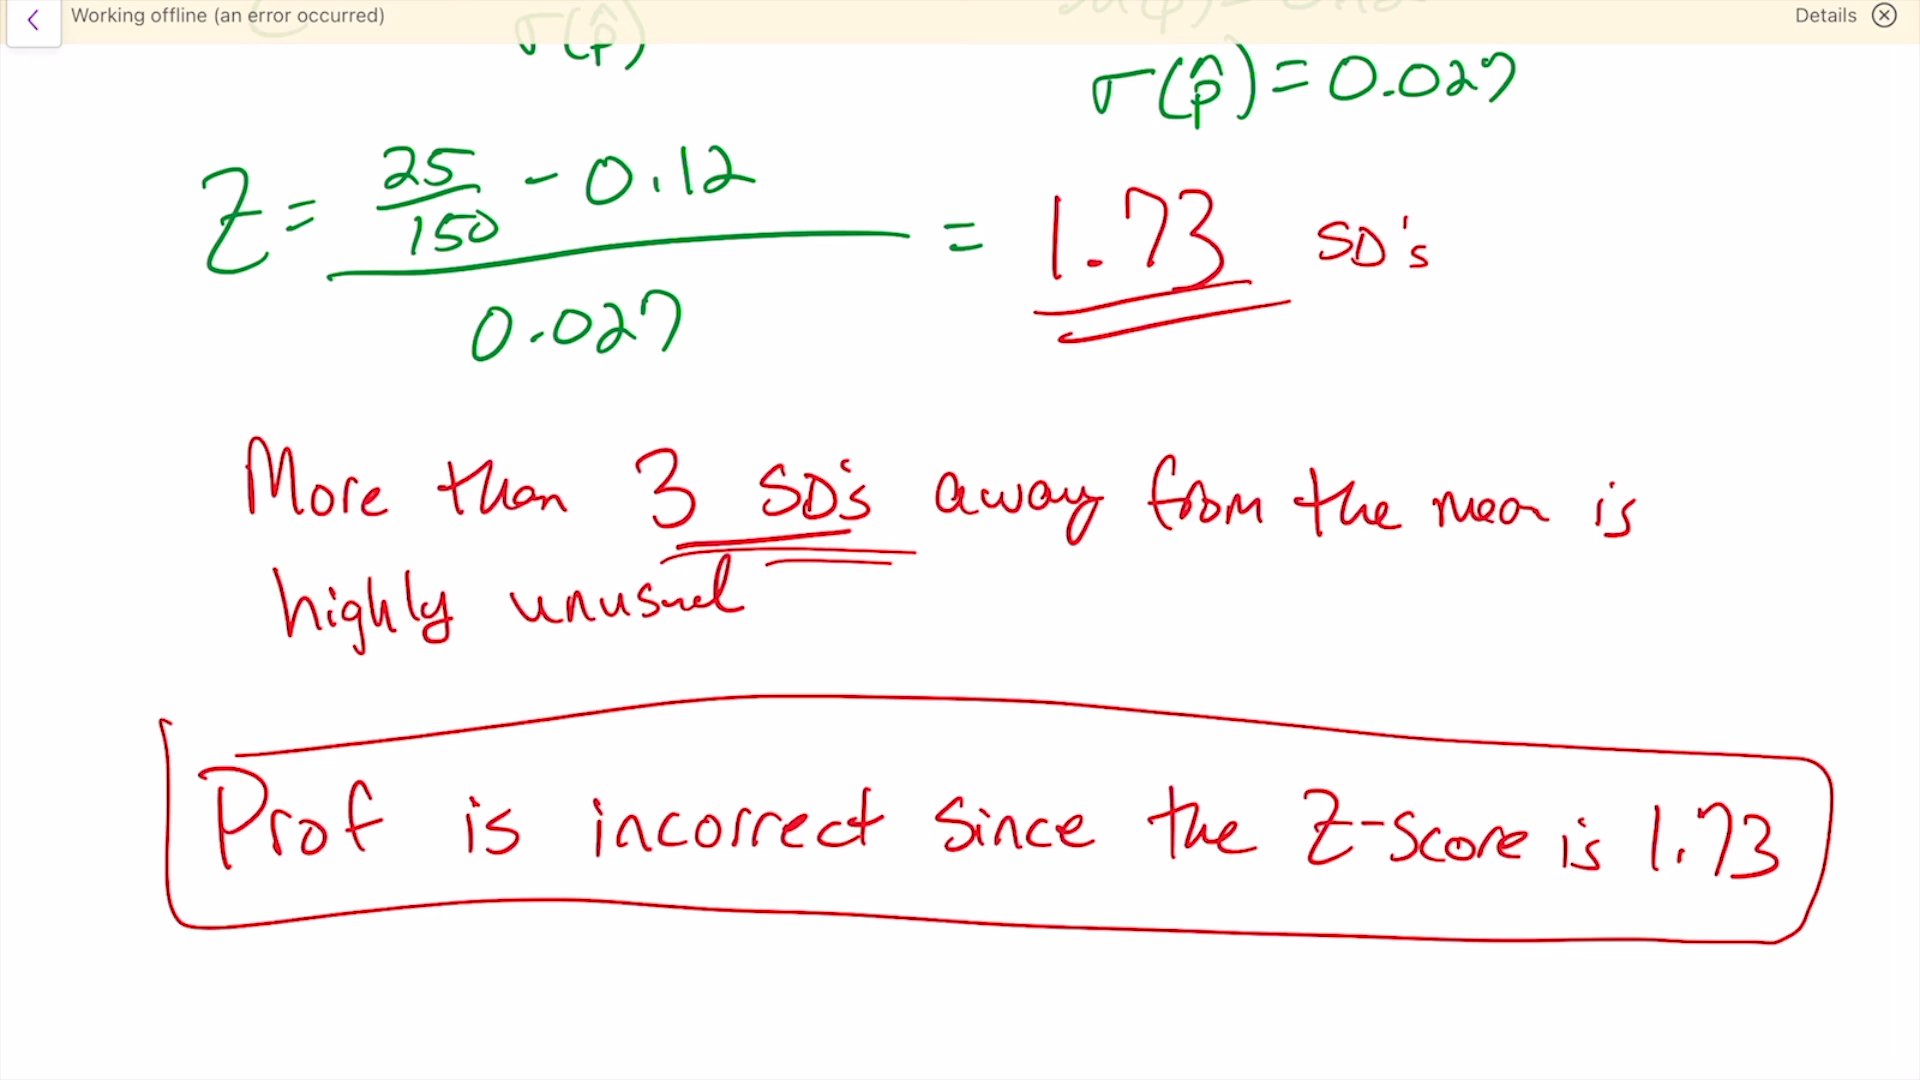 Working offline (an error occurred) Details
σ(p̂)
σ(p̂) = 0.027
Z = 25/150 - 0.12 / 0.027 = 1.73 SD's
More than 3 SD's away from the mean is
highly unusual
Prof is incorrect since the Z-score is 1.73